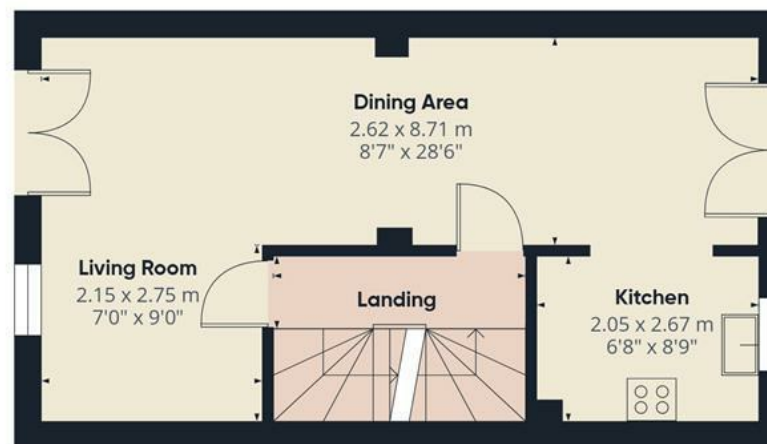 Dining Area
2.62 x 8.71 m
8'7" x 28'6"
Living Room
2.15 x 2.75 m
7'0" x 9'0"
Landing
Kitchen
2.05 x 2.67 m
6'8" x 8'9"